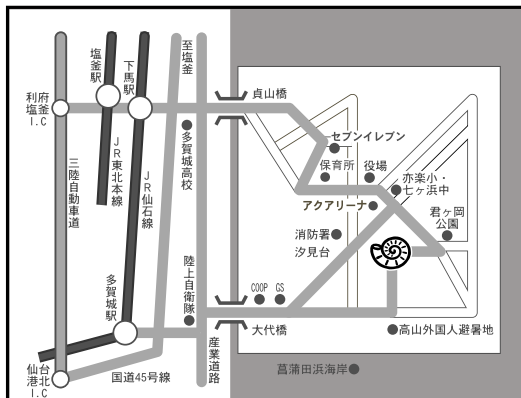 至塩釜
塩釜駅
下馬駅
利府
塩釜
I.C
貞山橋
多賀城高校
セブンイレブン
保育所
役場
亦楽小・
七ヶ浜中
アクアリーナ
君ヶ岡
公園
三陸自動車道
JR東北本線
JR仙石線
消防署
汐見台
陸上自衛隊
多賀城駅
COOP
GS
大代橋
高山外国人避暑地
産業道路
仙台
港北
I.C
国道45号線
菖蒲田浜海岸